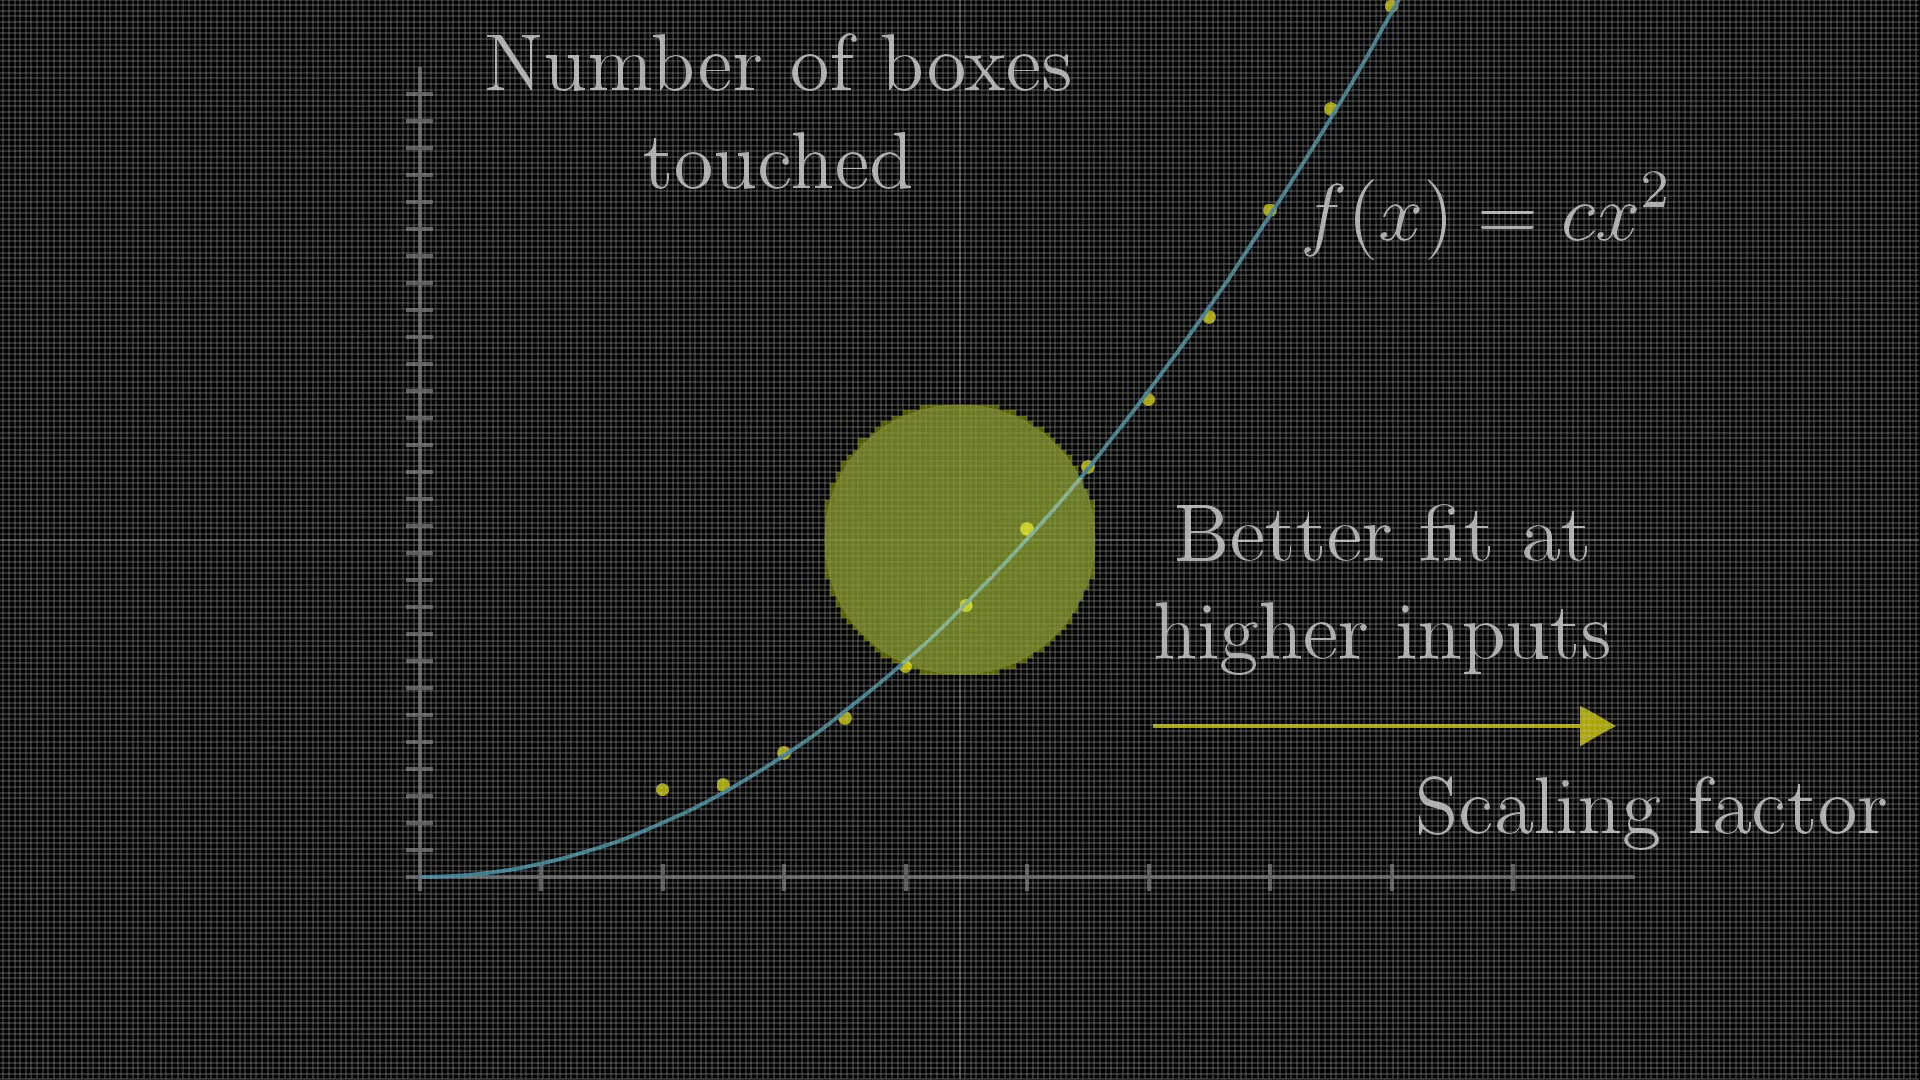 Number of boxes
touched
f(x) = cx²
Better fit at
higher inputs
Scaling factor